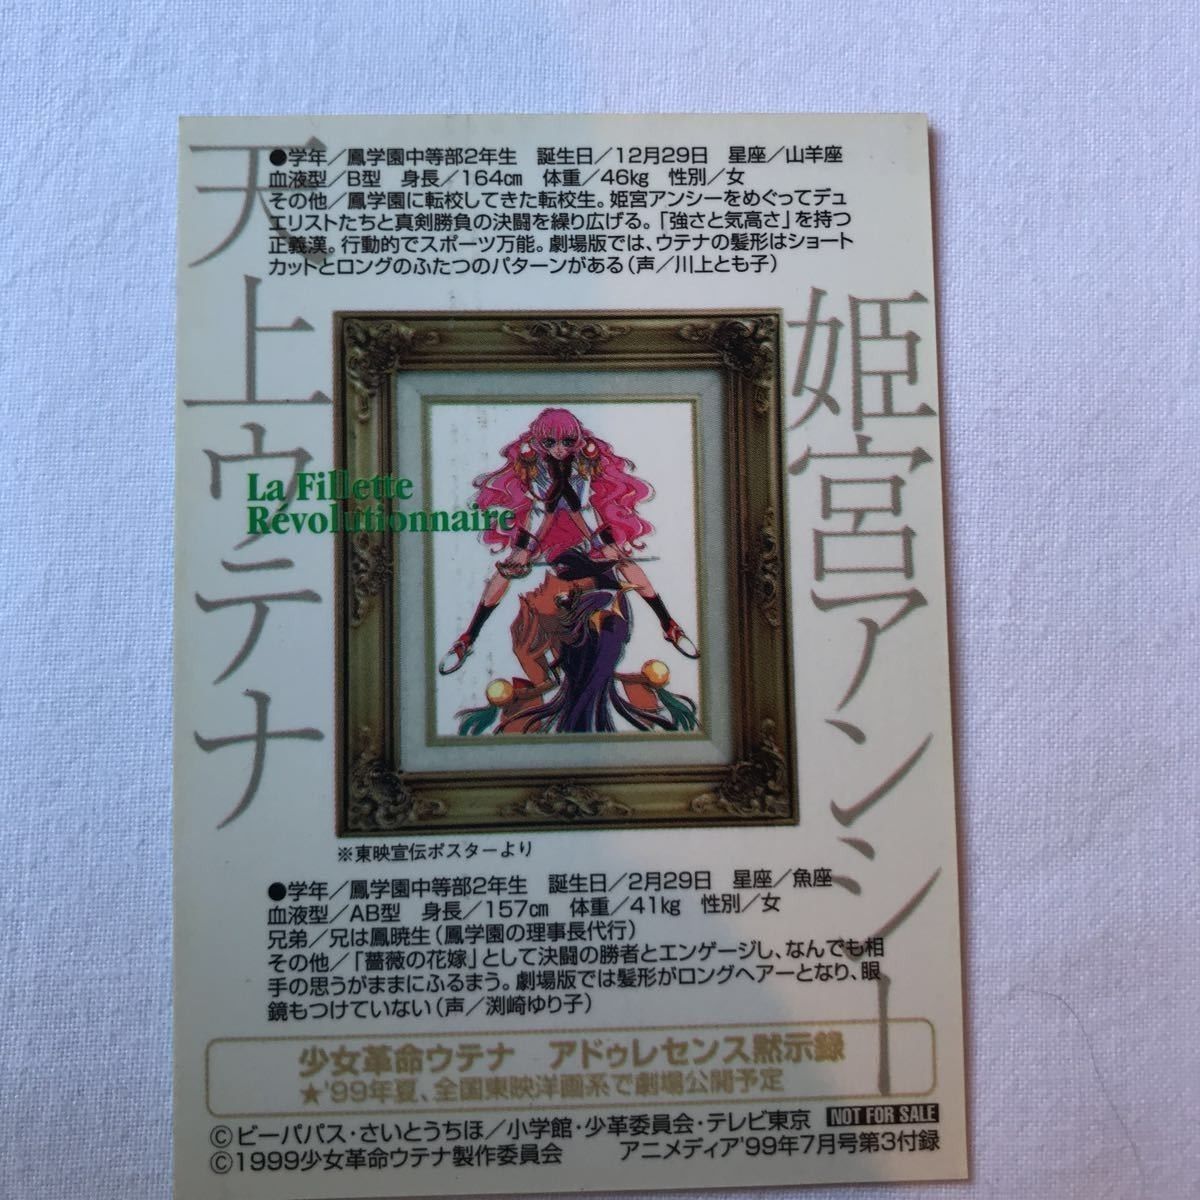 天上ウテナ
●学年／鳳学園中等部2年生　誕生日／12月29日　星座／山羊座
血液型／B型　身長／164cm　体重／46kg　性別／女
その他／鳳学園に転校してきた転校生。姫宮アンシーをめぐってデュ
エリストたちと真剣勝負の決闘を繰り広げる。「強さと気高さ」を持つ
正義漢。行動的でスポーツ万能。劇場版では、ウテナの髪形はショート
カットとロングのふたつのパターンがある（声／川上とも子）
La Fillette
Révolutionnaire
※東映宣伝ポスターより
姫宮アンシー
●学年／鳳学園中等部2年生　誕生日／2月29日　星座／魚座
血液型／AB型　身長／157cm　体重／41kg　性別／女
兄弟／兄は鳳暁生（鳳学園の理事長代行）
その他／「薔薇の花嫁」として決闘の勝者とエンゲージし、なんでも相
手の思うがままにふるまう。劇場版では髪形がロングヘアーとなり、眼
鏡もつけていない（声／渕崎ゆり子）
少女革命ウテナ　アドゥレセンス黙示録
★'99年夏、全国東映洋画系で劇場公開予定
©ビーパパス・さいとうちほ／小学館・少革委員会・テレビ東京 NOT FOR SALE
©1999少女革命ウテナ製作委員会　アニメディア'99年7月号第3付録